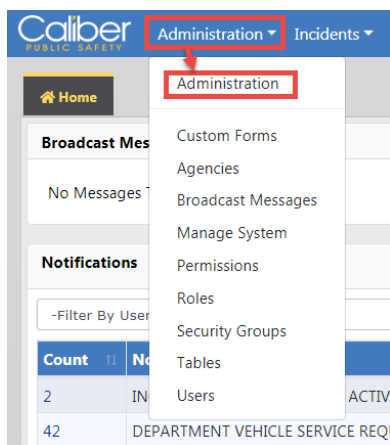 Caliber
PUBLIC SAFETY
Administration
Incidents
Home
Administration
Broadcast Mes
No Messages
Custom Forms
Agencies
Broadcast Messages
Manage System
Permissions
Roles
Security Groups
Tables
Users
Notifications
-Filter By User
Count
No
2
IN
ACTIV
42
DEPARTMENT VEHICLE SERVICE REQU